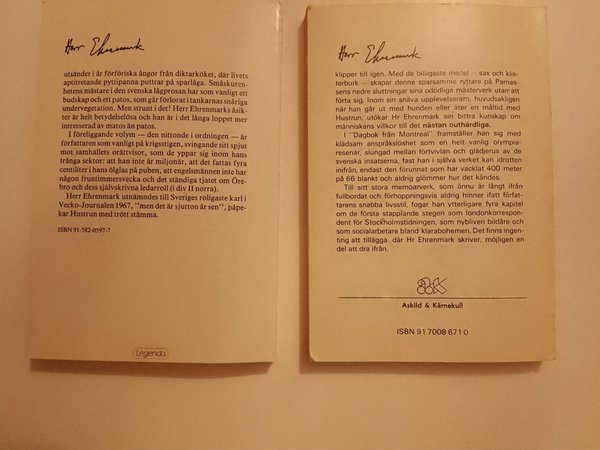 Herr Ehrenmark
utsänder i år förföriska ångor från diktarköket, där livets
aptitretande pyttipanna puttrar på sparlåga. Småskuren-
hetens mästare i den svenska lågprosan har som vanligt ett
budskap och ett patos, som går förlorat i tankarnas snåriga
undervegetation. Men strunt i det! Herr Ehrenmarks åsik-
ter är helt betydelselösa och han är i det långa loppet mer
intresserad av matos än patos.
I föreliggande volym — den nittonde i ordningen — är
författaren som vanligt på krigsstigen, svingande sitt spjut
mot samhällets orättvisor, som de yppar sig inom hans
trånga sektor: att han inte är miljonär, att det fattas fyra
centiliter i hans ölglas på puben, att engelsmännen inte har
någon fruntimmersvecka och det ständiga tjatet om Öre-
bro och dess självskrivna ledarroll (i div II norra).
Herr Ehrenmark utnämndes till Sveriges roligaste karl i
Vecko-Journalen 1967, "men det är sjutton år sen", påpe-
kar Hustrun med trött stämma.
ISBN 91-582-0597-7
Legenda
Herr Ehrenmark
klipper till igen. Med de billigaste medel – sax och klis-
terburk – skapar denne sparsamme ryttare på Parnas-
sens nedre sluttningar sina odödliga mästerverk utan att
förta sig. Inom sin snäva upplevelseram, huvudsakligen
när han går ut med hunden eller äter en måltid med
Hustrun, utökar Hr Ehrenmark sin bittra kunskap om
människans villkor till det nästan outhärdliga.
I "Dagbok från Montreal" framställer han sig med
klädsam anspråkslöshet som en helt vanlig olympia-
resenär, slungad mellan förtvivlan och glädjerus av de
svenska insatserna, fast han i själva verket kan idrotten
inifrån, endast den förunnat som har vacklat 400 meter
på 66 blankt och aldrig glömmer hur det kändes.
Till sitt stora memoarverk, som ännu är långt ifrån
fullbordat och förhoppningsvis aldrig hinner ifatt förfat-
tarens snabba livsstil, fogar han ytterligare fyra kapitel
om de första stapplande stegen som londonkorrespon-
dent för Stockholmstidningen, som nybliven bildäre och
som socialarbetare bland klarabohemen. Det finns ingen-
ting att tillägga där Hr Ehrenmark skriver, möjligen en
del att dra ifrån.
Askild & Kärnekull
ISBN 91 7008 671 0